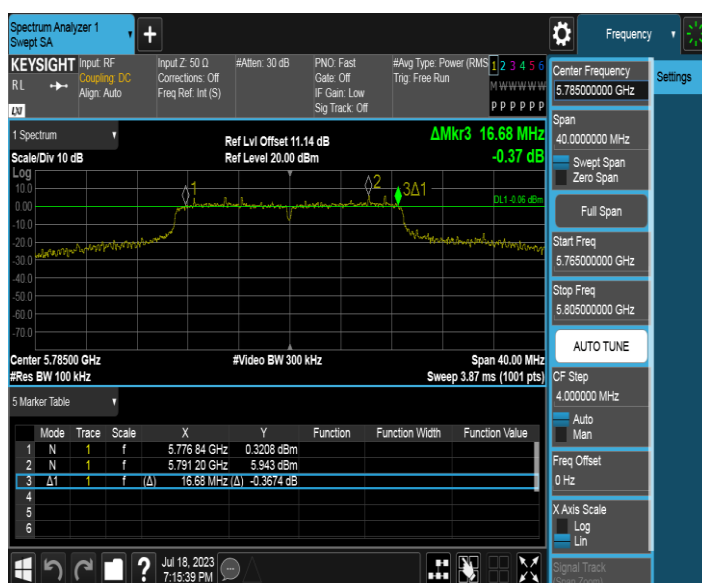 Spectrum Analyzer 1
Swept SA
Frequency
KEYSIGHT
RL
LXI
Input: RF
Coupling: DC
Align: Auto
Input Z: 50 Ω
Corrections: Off
Freq Ref: Int (S)
#Atten: 30 dB
PNO: Fast
Gate: Off
IF Gain: Low
Sig Track: Off
#Avg Type: Power (RMS
Trig: Free Run
1 2 3 4 5 6
M W W W W W
P P P P P P
1 Spectrum
Scale/Div 10 dB
Ref Lvl Offset 11.14 dB
Ref Level 20.00 dBm
ΔMkr3 16.68 MHz
-0.37 dB
Log
10.0
0.00
-10.0
-20.0
-30.0
-40.0
-50.0
-60.0
-70.0
1
2
3Δ1
DL1 -0.06 dBm
Center 5.78500 GHz
#Res BW 100 kHz
#Video BW 300 kHz
Span 40.00 MHz
Sweep 3.87 ms (1001 pts)
5 Marker Table
Mode Trace Scale X Y Function Function Width Function Value
1 N 1 f 5.776 84 GHz 0.3208 dBm
2 N 1 f 5.791 20 GHz 5.943 dBm
3 Δ1 1 f (Δ) 16.68 MHz (Δ) -0.3674 dB
4
5
6
Jul 18, 2023
7:15:39 PM
Center Frequency
5.785000000 GHz
Settings
Span
40.0000000 MHz
Swept Span
Zero Span
Full Span
Start Freq
5.765000000 GHz
Stop Freq
5.805000000 GHz
AUTO TUNE
CF Step
4.000000 MHz
Auto
Man
Freq Offset
0 Hz
X Axis Scale
Log
Lin
Signal Track
(Span Zoom)